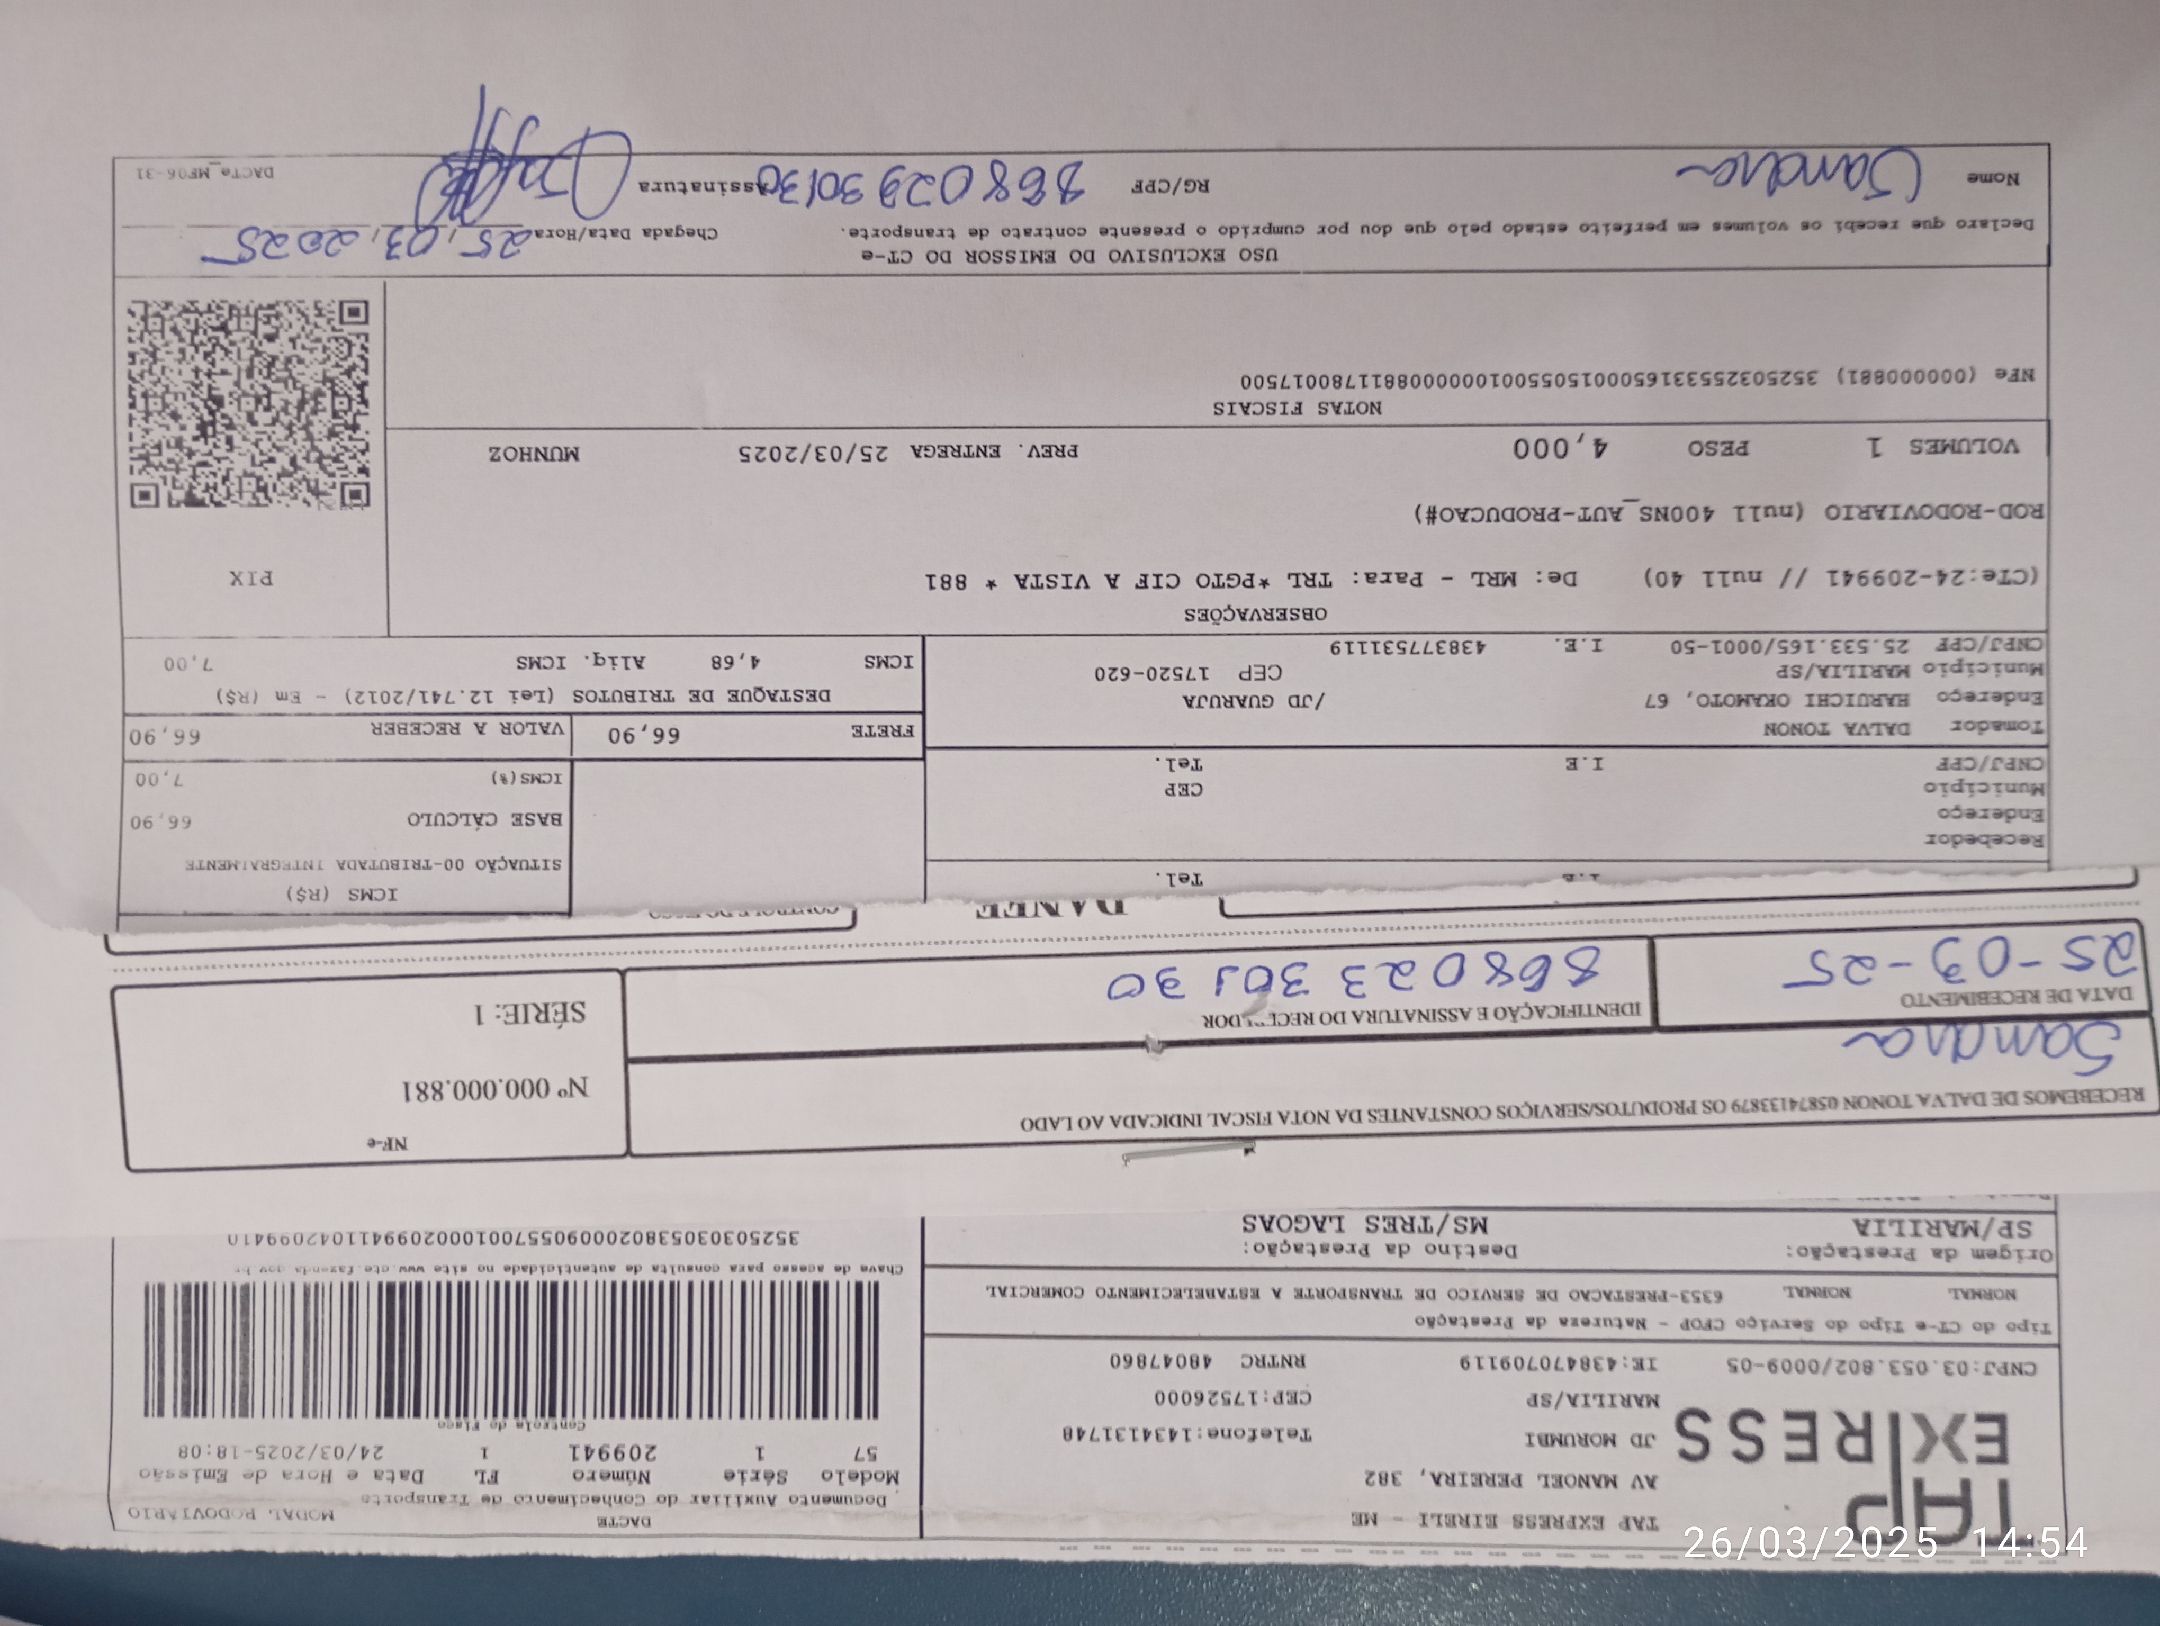 TAP
EXPRESS
TAP EXPRESS EIRELI - ME
AV MANOEL PEREIRA, 382
JD MORUMBI Telefone:1434131748
MARILIA/SP CEP:17526000
CNPJ:03.053.802/0009-05 IE:438470709119 RNTRC 48047860
DACTE MODAL RODOVIÁRIO
Documento Auxiliar do Conhecimento de Transporte
Modelo Série Número FL Data e Hora de Emissão
57 1 209941 1 24/03/2025-18:08
Controle do Fisco
Chave de acesso para consulta de autenticidade no site www.cte.fazenda.gov.br
Tipo do CT-e Tipo do Serviço CFOP - Natureza da Prestação
NORMAL NORMAL 6353-PRESTACAO DE SERVICO DE TRANSPORTE A ESTABELECIMENTO COMERCIAL
Origem da Prestação: Destino da Prestação:
SP/MARILIA MS/TRES LAGOAS
RECEBEMOS DE DALVA TONON 05874133879 OS PRODUTOS/SERVIÇOS CONSTANTES DA NOTA FISCAL INDICADA AO LADO
NF-e
Nº 000.000.881
SÉRIE: 1
Sandra
DATA DE RECEBIMENTO IDENTIFICAÇÃO E ASSINATURA DO RECEBEDOR
25-03-25 868023 30130
DANFE
I.E. Tel.
ICMS (R$)
SITUAÇÃO 00-TRIBUTADA INTEGRALMENTE
BASE CÁLCULO 66,90
ICMS(%) 7,00
Recebedor
Endereço
Município CEP
CNPJ/CPF I.E Tel.
Tomador DALVA TONON
Endereço HARUICHI OKAMOTO, 67 /JD GUARUJA
Município MARILIA/SP CEP 17520-620
CNPJ/CPF 25.533.165/0001-50 I.E. 438377531119
FRETE 66,90 VALOR A RECEBER 66,90
DESTAQUE DE TRIBUTOS (Lei 12.741/2012) - Em (R$)
ICMS 4,68 Aliq. ICMS 7,00
OBSERVAÇÕES
(CTe:24-209941 // null 40) De: MRL - Para: TRL *PGTO CIF A VISTA * 881
ROD-RODOVIARIO (null 400NS_AUT-PRODUCAO#)
PIX
VOLUMES 1 PESO 4,000 PREV. ENTREGA 25/03/2025 MUNHOZ
NOTAS FISCAIS
NFe (00000881) 35250325533165000150550010000008811780017500
USO EXCLUSIVO DO EMISSOR DO CT-e
Declaro que recebi os volumes em perfeito estado pelo que dou por cumprido o presente contrato de transporte. Chegada Data/Hora 25, 03, 2025
Nome Sandra RG/CPF 868023 30130 Assinatura
DACTe_MF06-31
26/03/2025 14:54